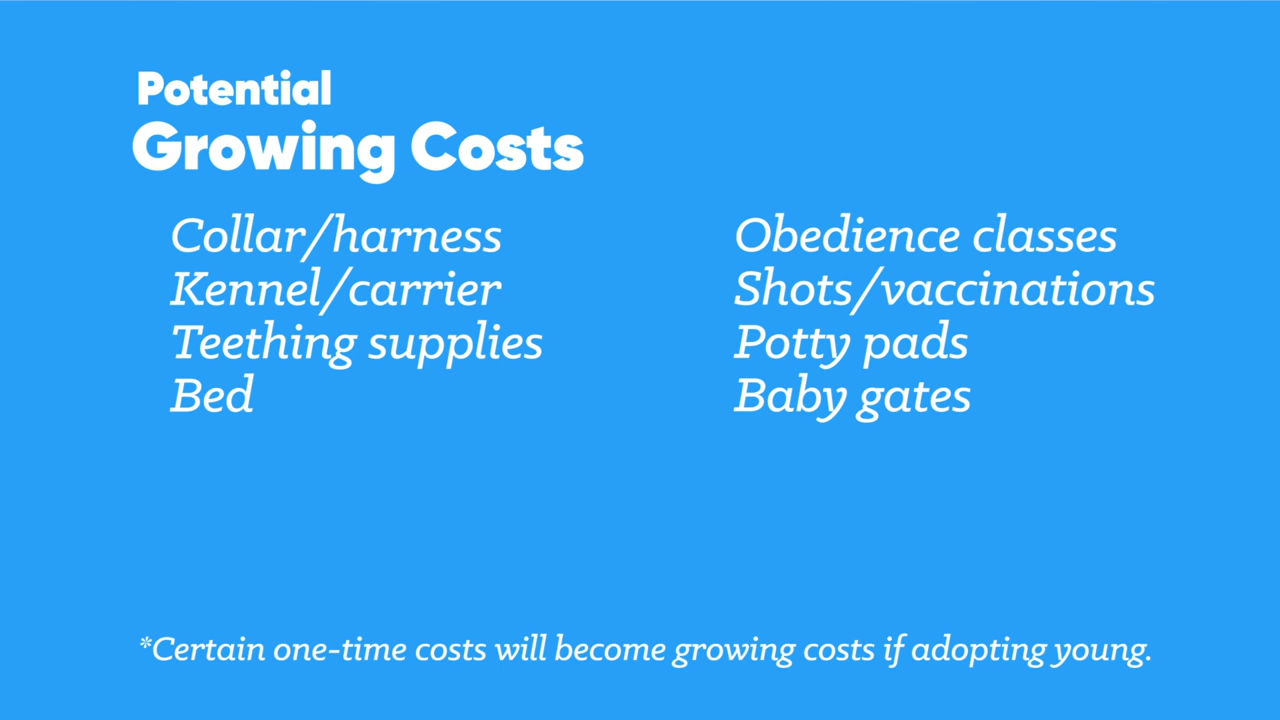 Potential
Growing Costs
Collar/harness
Kennel/carrier
Teething supplies
Bed
Obedience classes
Shots/vaccinations
Potty pads
Baby gates
*Certain one-time costs will become growing costs if adopting young.